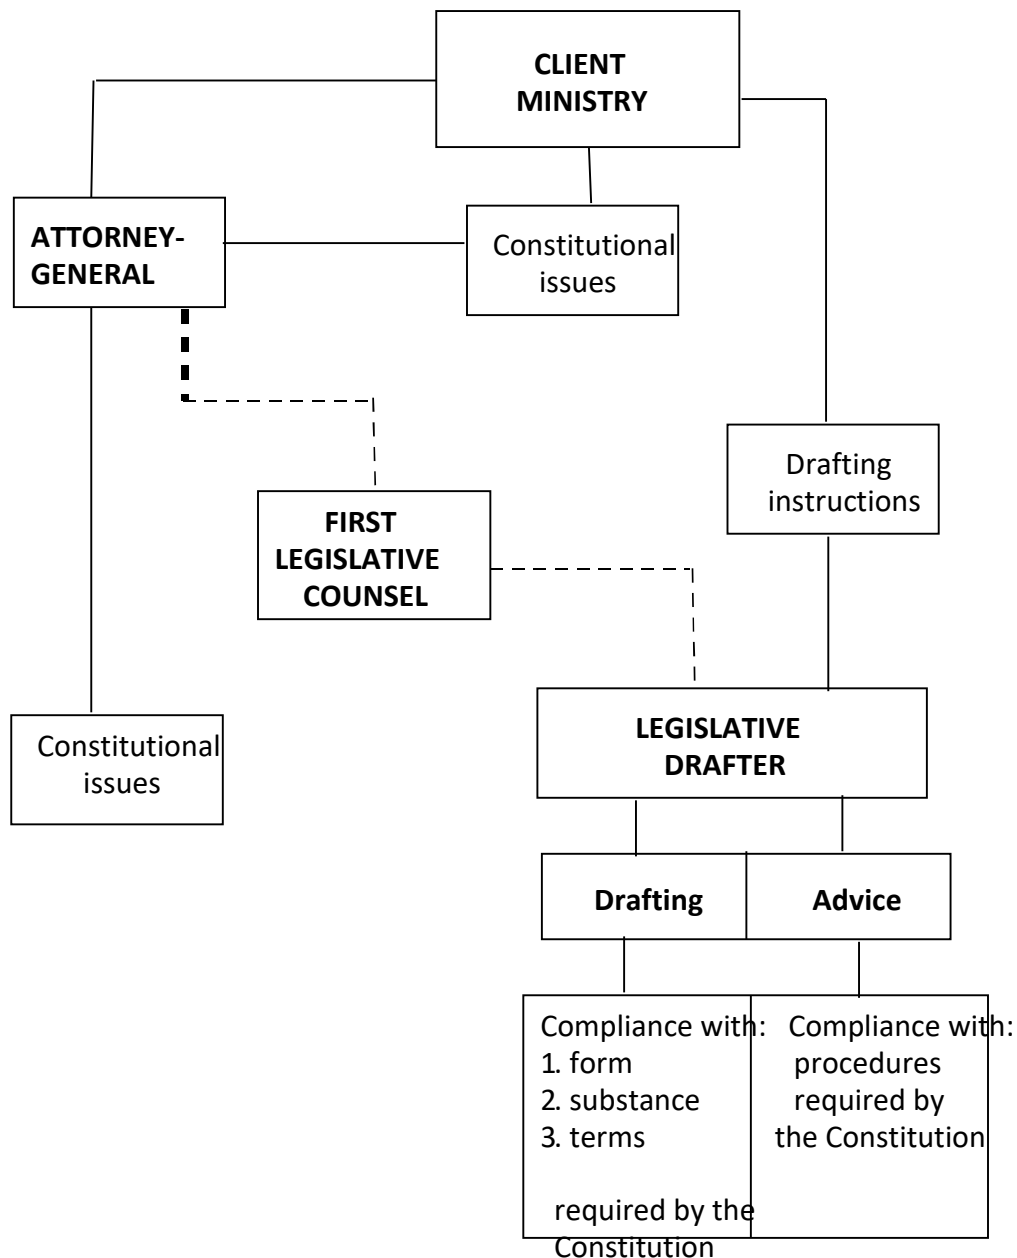 CLIENT
MINISTRY
ATTORNEY-
GENERAL
Constitutional
issues
Drafting
instructions
FIRST
LEGISLATIVE
COUNSEL
LEGISLATIVE
DRAFTER
Constitutional
issues
Drafting
Advice
Compliance with:
1. form
2. substance
3. terms
required by the
Constitution
Compliance with:
procedures
required by
the Constitution